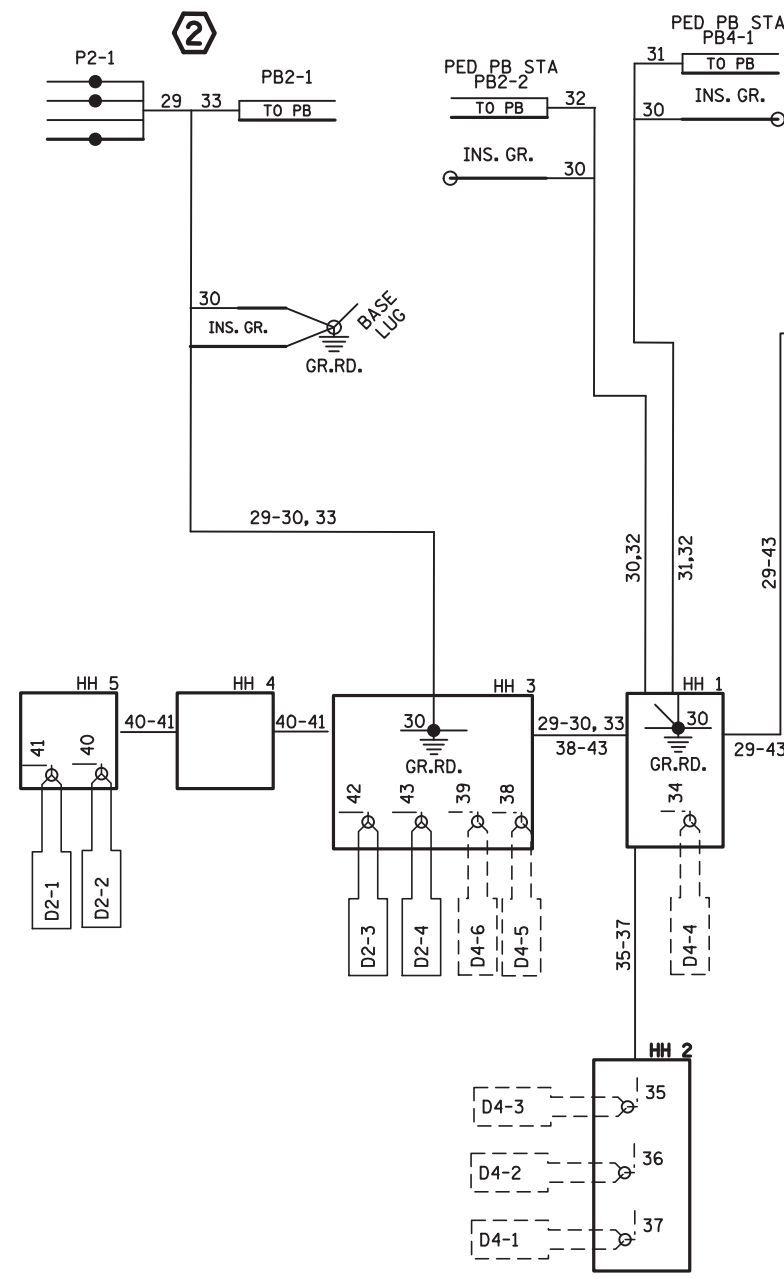 2
PED PB STA
PB4-1
P2-1
31
TO PB
PB2-1
PED PB STA
PB2-2
29
33
TO PB
TO PB
32
INS. GR.
30
INS. GR.
30
30
INS. GR.
BASE
LUG
GR.RD.
29-30, 33
30,32
31,32
29-43
HH 5
HH 4
HH 3
HH 1
40-41
40-41
30
29-30, 33
38-43
30
29-43
GR.RD.
GR.RD.
41
40
42
43
39
38
34
D2-1
D2-2
D2-3
D2-4
D4-6
D4-5
D4-4
35-37
HH 2
D4-3
35
D4-2
36
D4-1
37